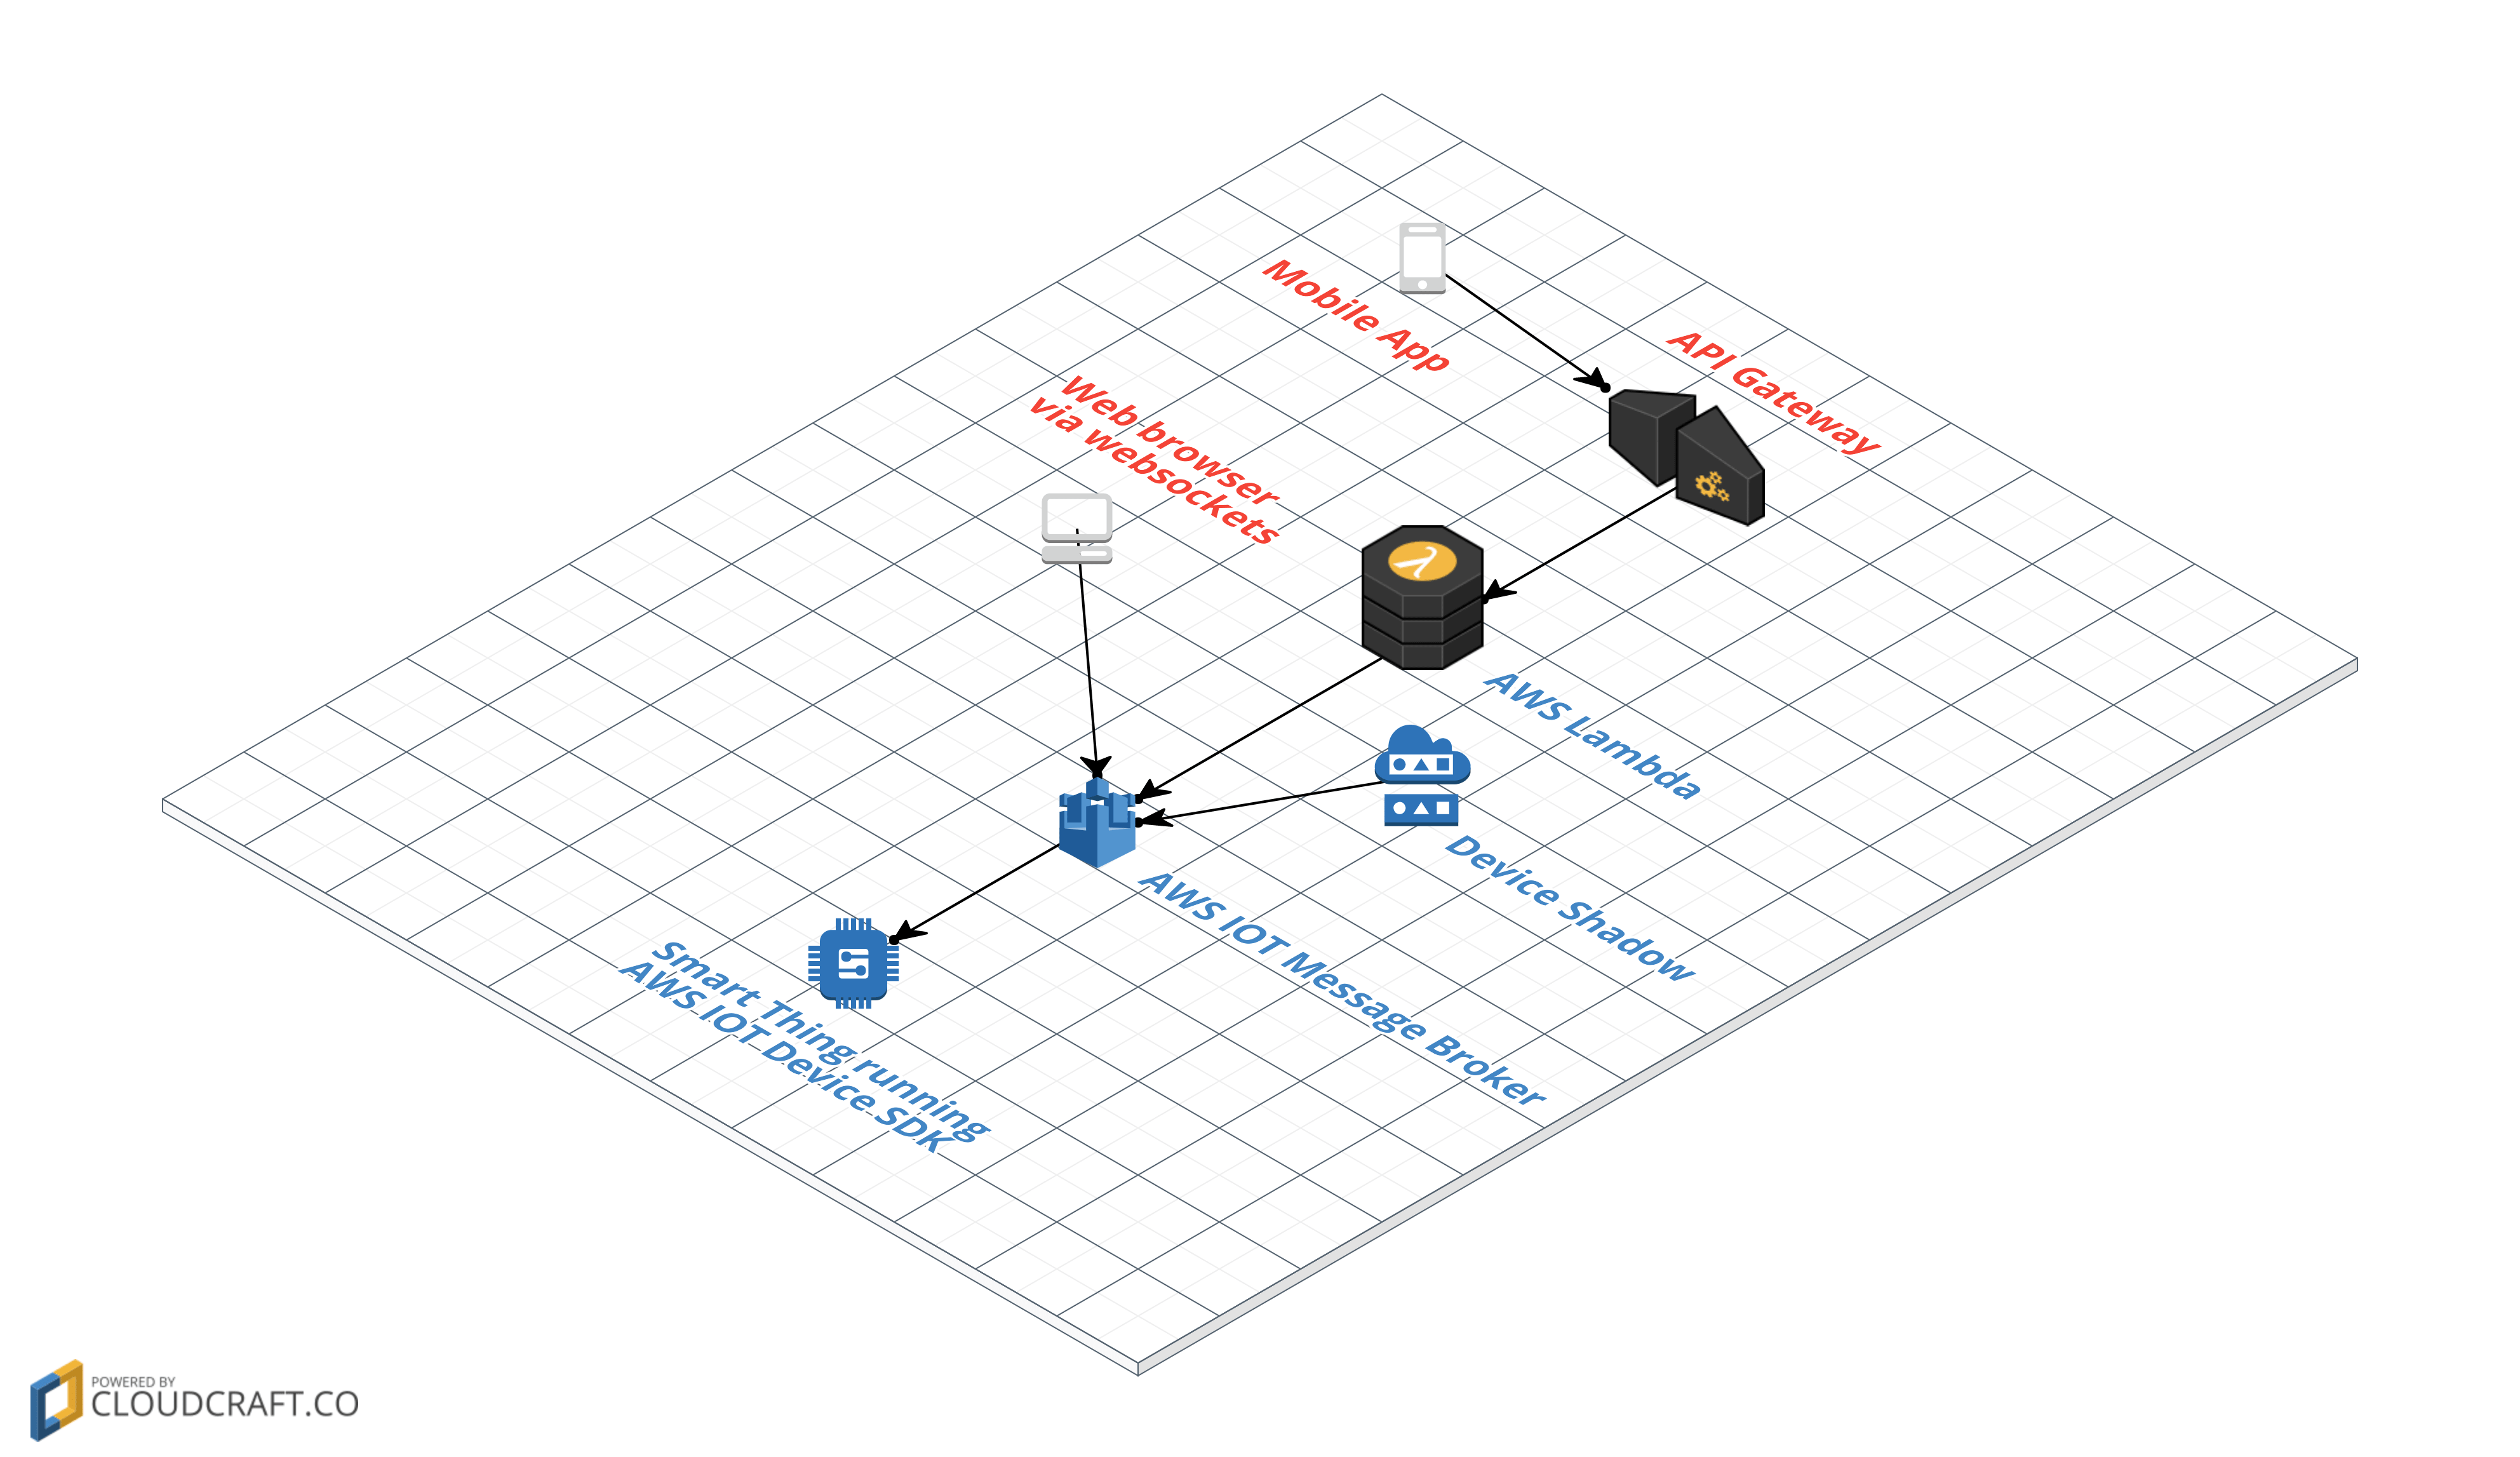 Mobile App
API Gateway
Web browser
via websockets
AWS Lambda
Device Shadow
AWS IOT Message Broker
Smart Thing running
AWS IOT Device SDK
POWERED BY
CLOUDCRAFT.CO